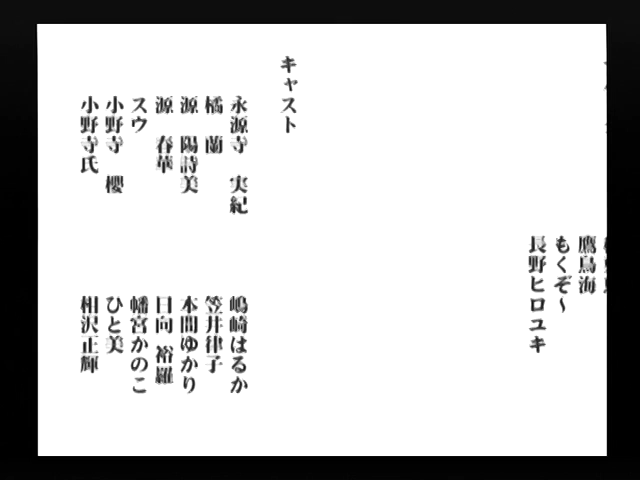 鷹鳥海
もくぞ～
長野ヒロユキ
キャスト
永源寺 実紀 嶋崎はるか
橘 蘭 笠井律子
源 陽詩美 本間ゆかり
源 春華 日向 裕羅
スウ 幡宮かのこ
小野寺 櫻 ひと美
小野寺氏 相沢正輝